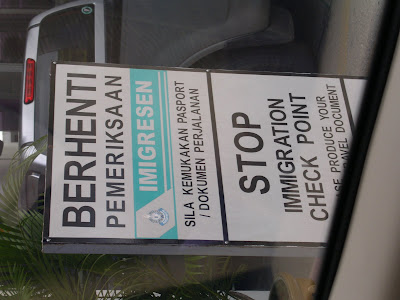 BERHENTI
PEMERIKSAAN
IMIGRESEN
SILA KEMUKAKAN PASPORT
/ DOKUMEN PERJALANAN
STOP
IMMIGRATION
CHECK POINT
PRODUCE YOUR
DOCUMENT